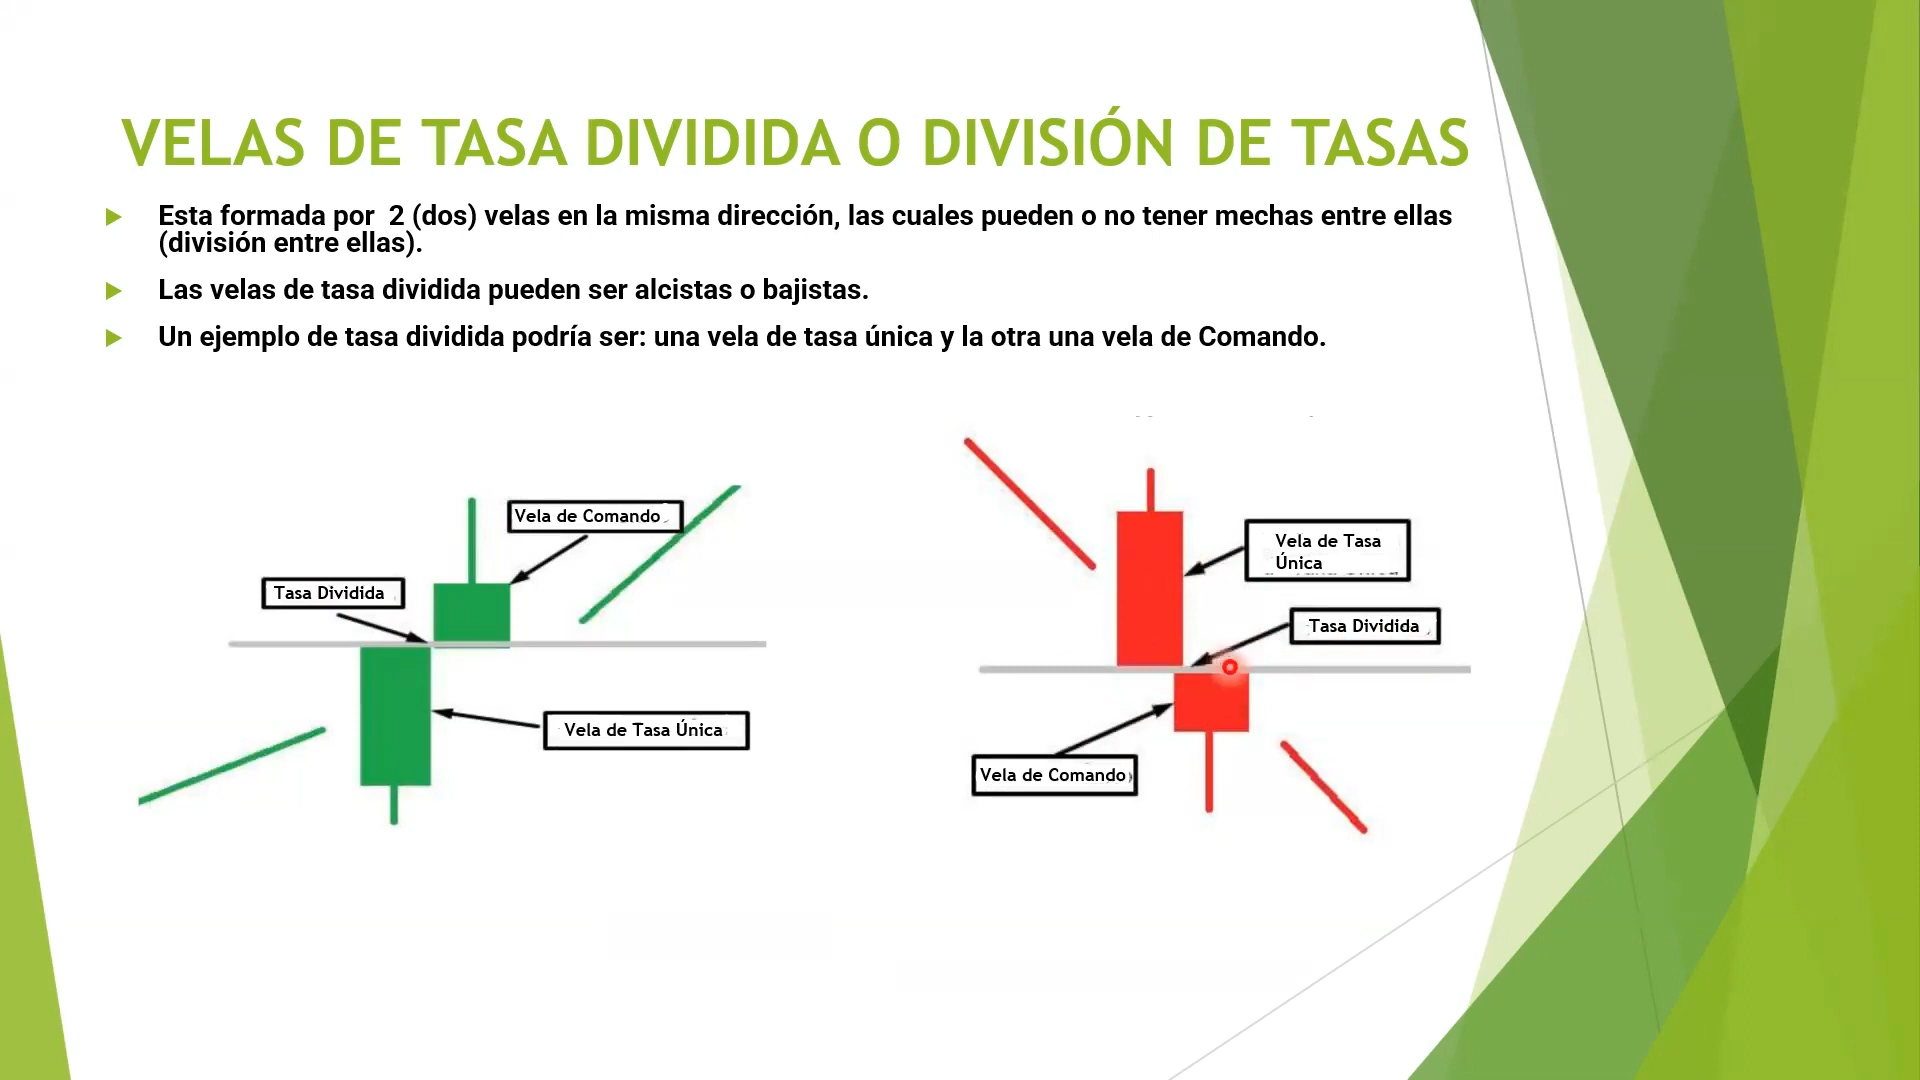 VELAS DE TASA DIVIDIDA O DIVISIÓN DE TASAS
Esta formada por 2 (dos) velas en la misma dirección, las cuales pueden o no tener mechas entre ellas
(división entre ellas).
Las velas de tasa dividida pueden ser alcistas o bajistas.
Un ejemplo de tasa dividida podría ser: una vela de tasa única y la otra una vela de Comando.
Vela de Comando
Tasa Dividida
Vela de Tasa Única
Vela de Tasa
Única
Tasa Dividida
Vela de Comando